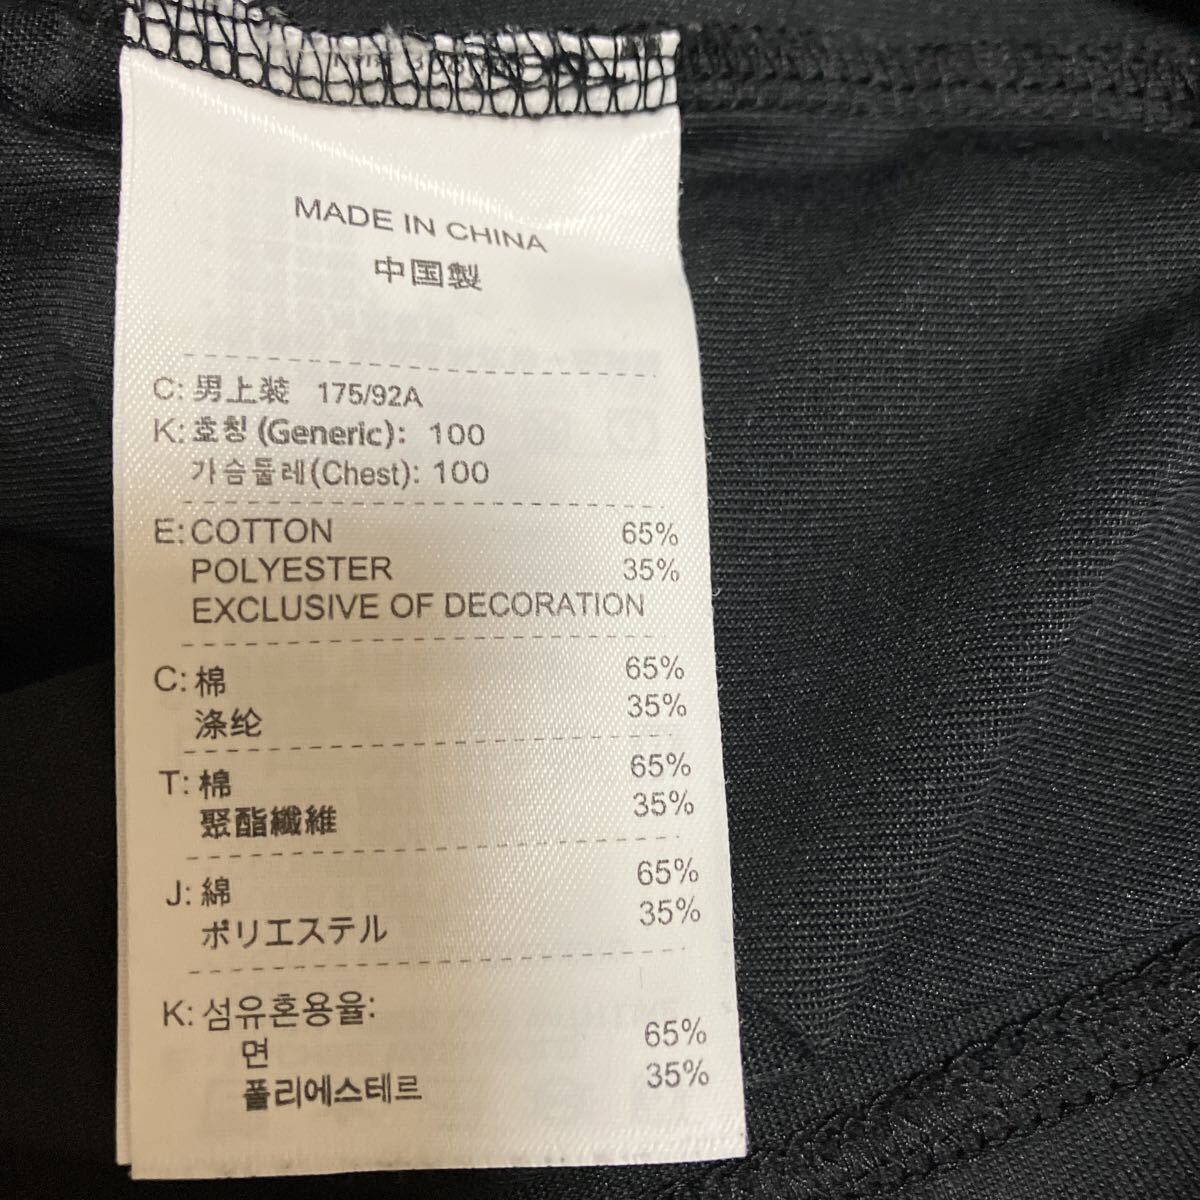 MADE IN CHINA
中国製
C: 男上装 175/92A
K: 호칭 (Generic): 100
가슴둘레(Chest): 100
E: COTTON 65%
POLYESTER 35%
EXCLUSIVE OF DECORATION
C: 棉 65%
涤纶 35%
T: 棉 65%
聚酯纖維 35%
J: 綿 65%
ポリエステル 35%
K: 섬유혼용율:
면 65%
폴리에스테르 35%